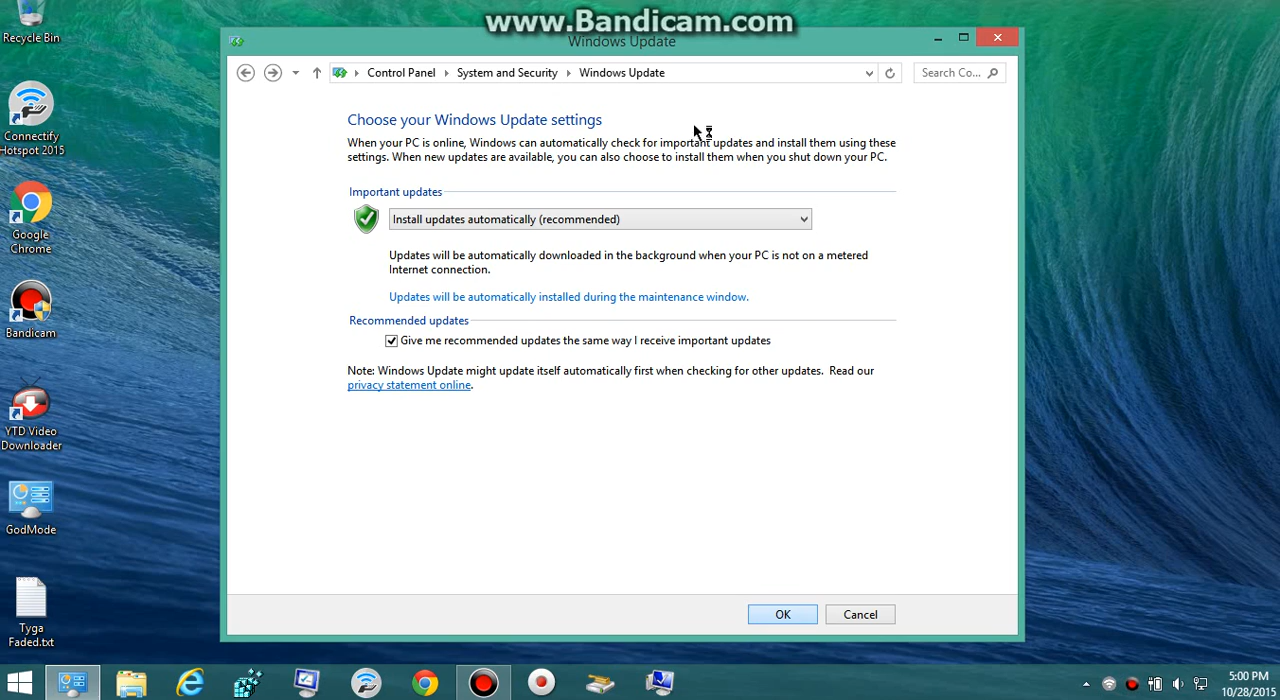 www.Bandicam.com
Windows Update
Control Panel
System and Security
Windows Update
Search Co...
Choose your Windows Update settings
When your PC is online, Windows can automatically check for important updates and install them using these
settings. When new updates are available, you can also choose to install them when you shut down your PC.
Important updates
Install updates automatically (recommended)
Updates will be automatically downloaded in the background when your PC is not on a metered
Internet connection.
Updates will be automatically installed during the maintenance window.
Recommended updates
Give me recommended updates the same way I receive important updates
Note: Windows Update might update itself automatically first when checking for other updates. Read our
privacy statement online.
OK
Cancel
Recycle Bin
Connectify
Hotspot 2015
Google
Chrome
Bandicam
YTD Video
Downloader
GodMode
Tyga
Faded.txt
5:00 PM
10/28/2015